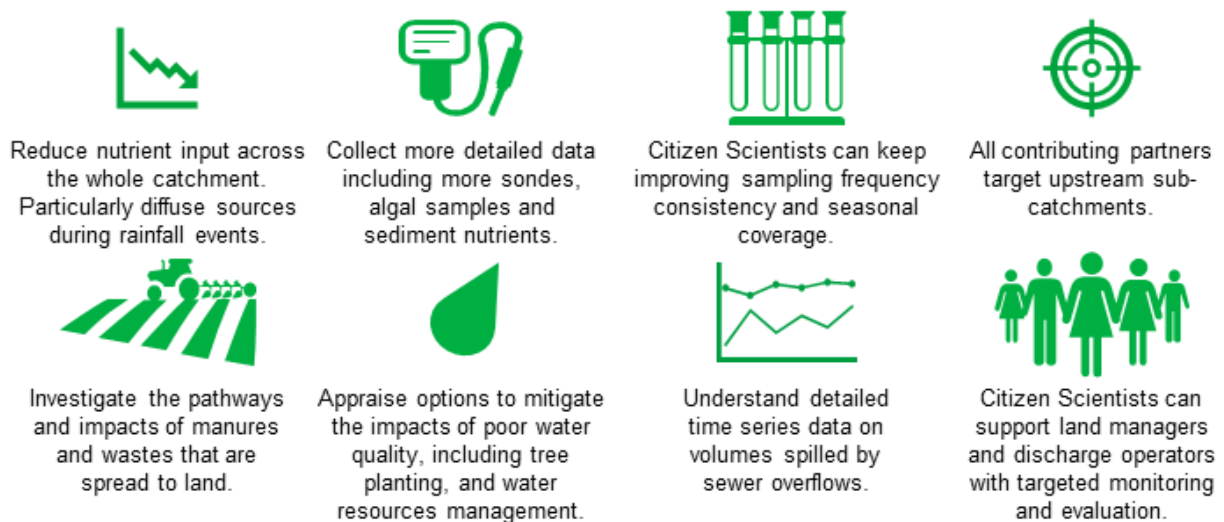 Reduce nutrient input across
the whole catchment.
Particularly diffuse sources
during rainfall events.
Collect more detailed data
including more sondes,
algal samples and
sediment nutrients.
Citizen Scientists can keep
improving sampling frequency
consistency and seasonal
coverage.
All contributing partners
target upstream sub-
catchments.
Investigate the pathways
and impacts of manures
and wastes that are
spread to land.
Appraise options to mitigate
the impacts of poor water
quality, including tree
planting, and water
resources management.
Understand detailed
time series data on
volumes spilled by
sewer overflows.
Citizen Scientists can
support land managers
and discharge operators
with targeted monitoring
and evaluation.